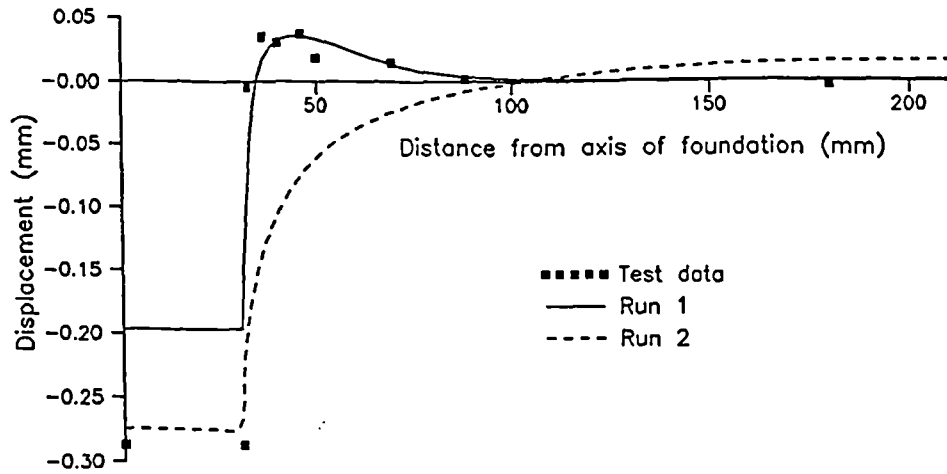 0.05
-0.00
-0.05
-0.10
-0.15
-0.20
-0.25
-0.30
Displacement (mm)
50
100
150
200
Distance from axis of foundation (mm)
Test data
Run 1
Run 2